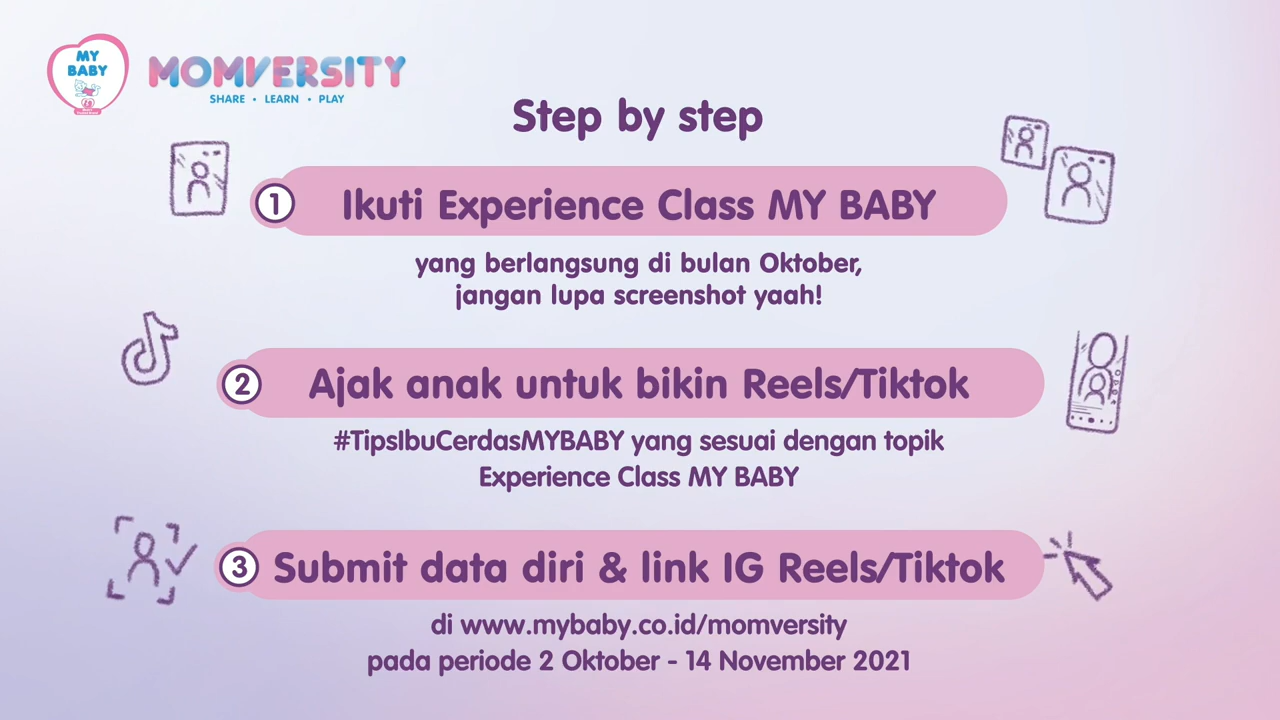 MY
BABY
MOMVERSITY
SHARE • LEARN • PLAY
Step by step
1
Ikuti Experience Class MY BABY
yang berlangsung di bulan Oktober,
jangan lupa screenshot yaah!
2
Ajak anak untuk bikin Reels/Tiktok
#TipsIbuCerdasMYBABY yang sesuai dengan topik
Experience Class MY BABY
3
Submit data diri & link IG Reels/Tiktok
di www.mybaby.co.id/momversity
pada periode 2 Oktober - 14 November 2021